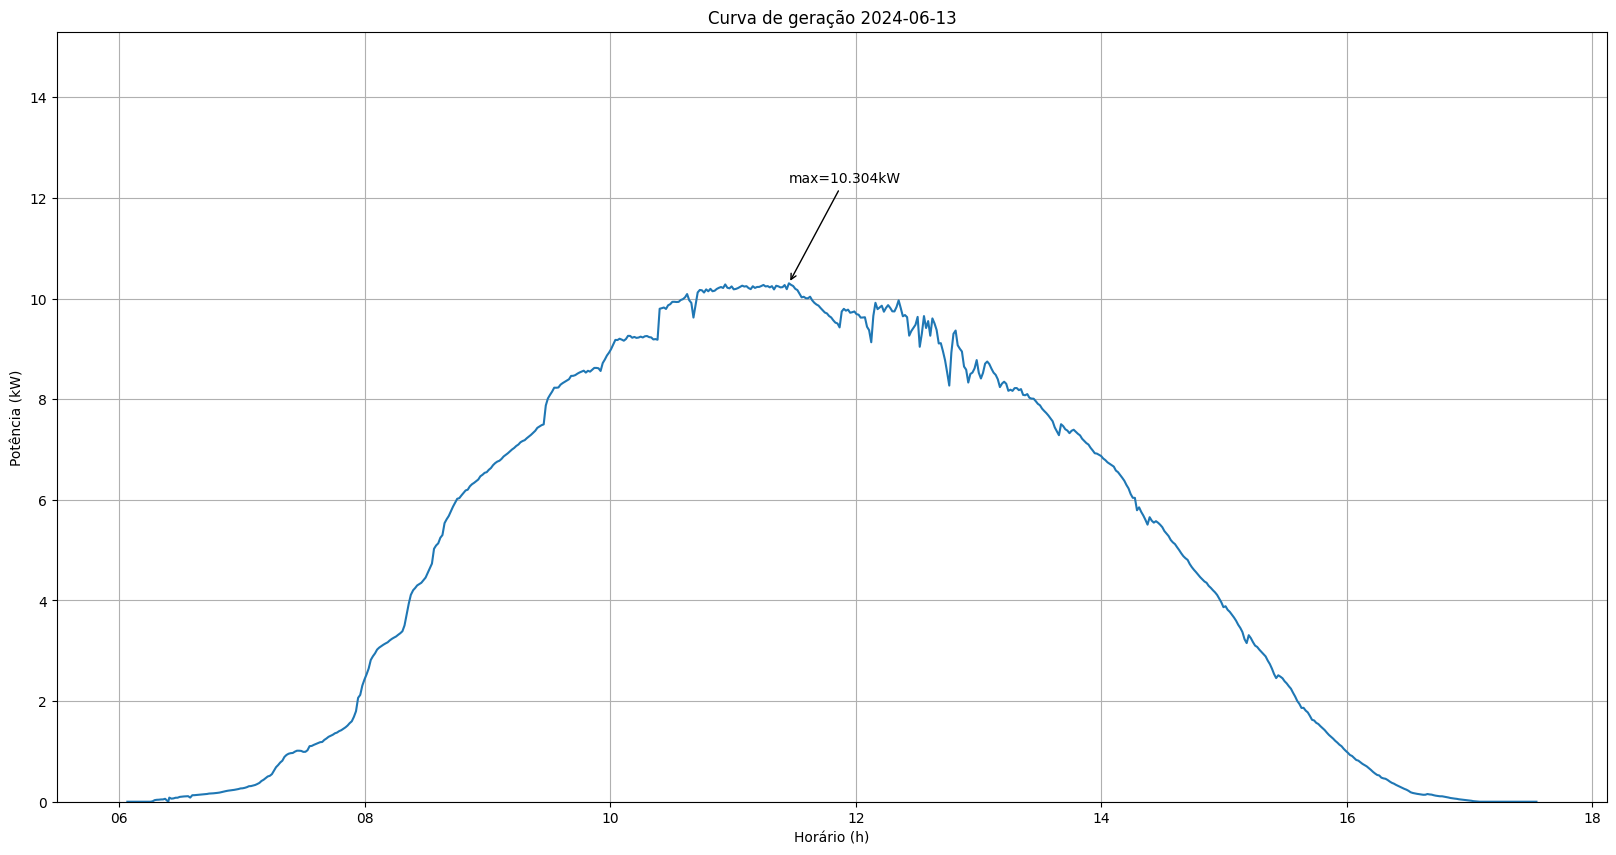 Curva de geração 2024-06-13
14
max=10.304kW
12
10
8
6
4
2
0
Potência (kW)
06 08 10 12 14 16 18
Horário (h)